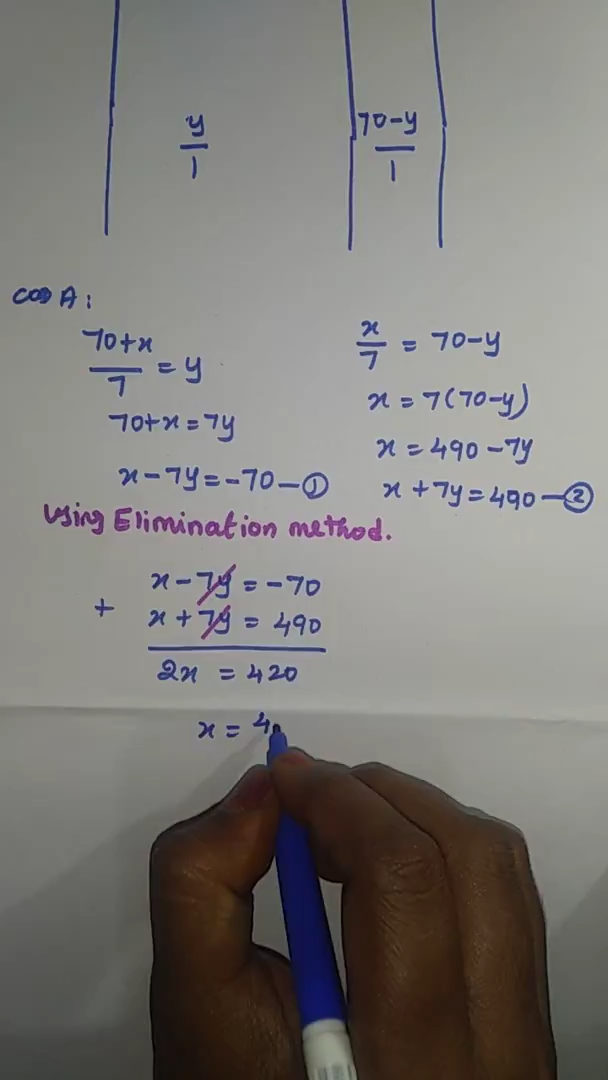 y/1
70-y/1
CAR A:
70+x/7 = y
70+x = 7y
x-7y = -70 — ①
x/7 = 70-y
x = 7(70-y)
x = 490-7y
x+7y = 490 — ②
Using Elimination method.
x-7y = -70
+ x+7y = 490
2x = 420
x = 4